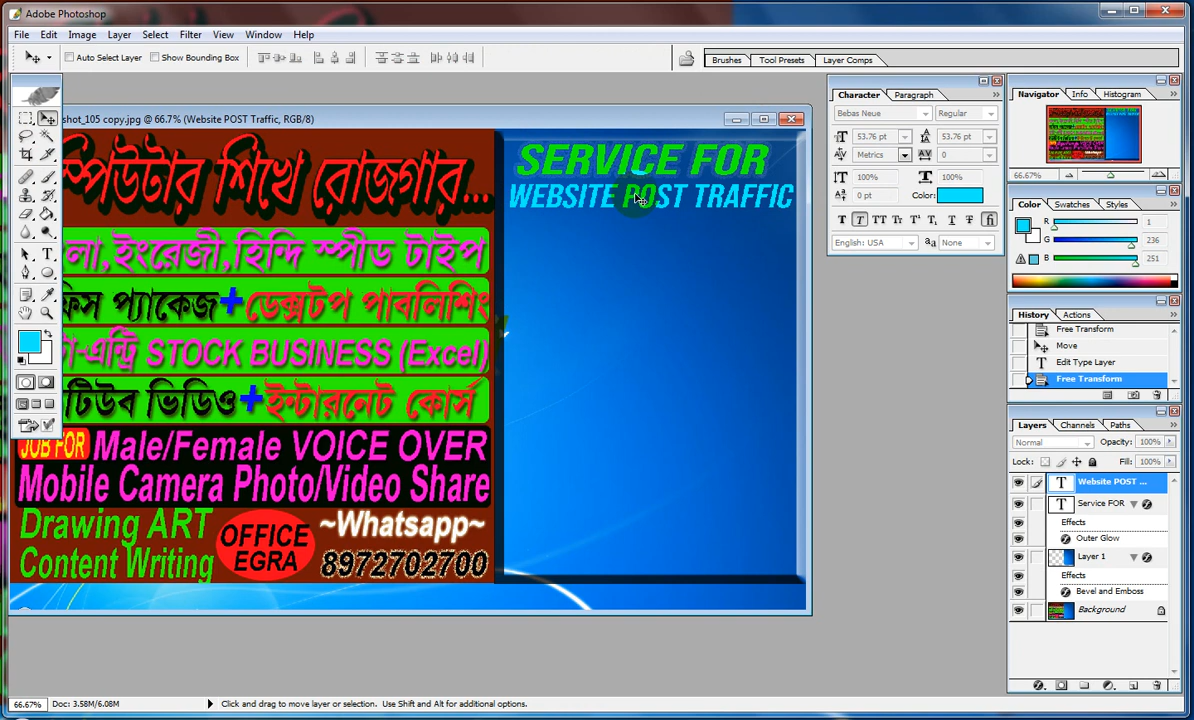 Adobe Photoshop
File Edit Image Layer Select Filter View Window Help
Auto Select Layer Show Bounding Box Brushes Tool Presets Layer Comps
shot_105 copy.jpg @ 66.7% (Website POST Traffic, RGB/8)
স্পিউটার শিখে রোজগার...
লা,ইংরেজী,হিন্দি স্পীড টাইপ
ফিস প্যাকেজ+ডেক্সটপ পাবলিশিং
টা-এন্ট্রি STOCK BUSINESS (Excel)
টিউব ভিডিও+ইন্টারনেট কোর্স
JOB FOR Male/Female VOICE OVER
Mobile Camera Photo/Video Share
Drawing ART
Content Writing
OFFICE
EGRA
~Whatsapp~
8972702700
SERVICE FOR
WEBSITE POST TRAFFIC
Character Paragraph
Bebas Neue Regular
53.76 pt 53.76 pt
Metrics 0
100% 100%
0 pt Color:
T T TT Tr T¹ T₁ T T fi
English: USA aa None
Navigator Info Histogram
66.67%
Color Swatches Styles
R 1
G 236
B 251
History Actions
Free Transform
Move
Edit Type Layer
Free Transform
Layers Channels Paths
Normal Opacity: 100%
Lock: Fill: 100%
Website POST ...
Service FOR
Effects
Outer Glow
Layer 1
Effects
Bevel and Emboss
Background
66.67% Doc: 3.58M/6.08M Click and drag to move layer or selection. Use Shift and Alt for additional options.